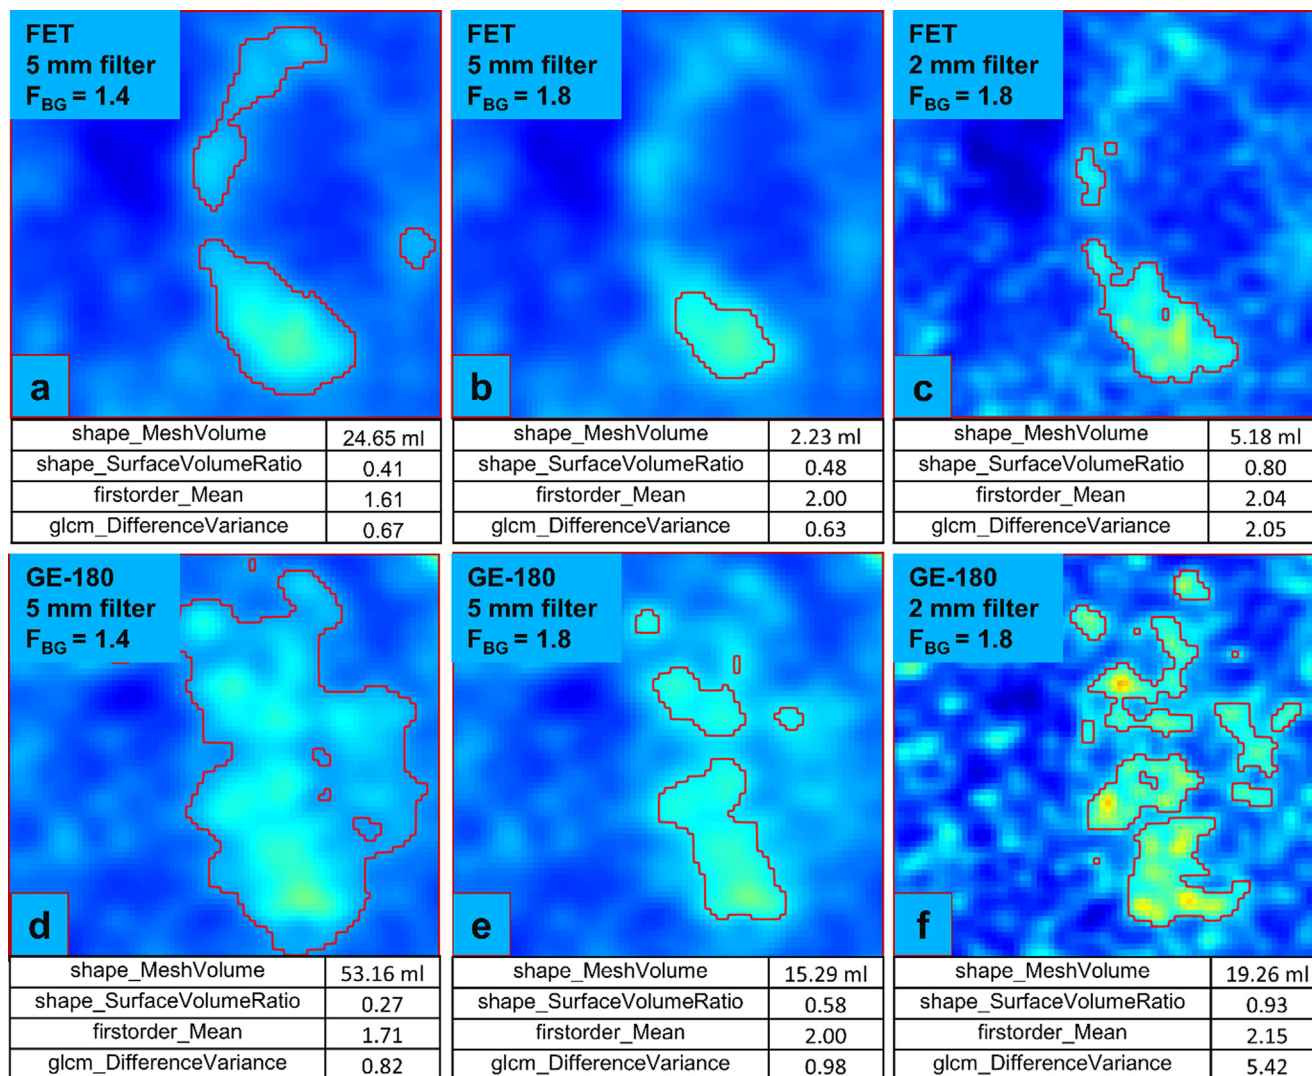 FET
5 mm filter
F_BG = 1.4
a
shape_MeshVolume 24.65 ml
shape_SurfaceVolumeRatio 0.41
firstorder_Mean 1.61
glcm_DifferenceVariance 0.67
FET
5 mm filter
F_BG = 1.8
b
shape_MeshVolume 2.23 ml
shape_SurfaceVolumeRatio 0.48
firstorder_Mean 2.00
glcm_DifferenceVariance 0.63
FET
2 mm filter
F_BG = 1.8
c
shape_MeshVolume 5.18 ml
shape_SurfaceVolumeRatio 0.80
firstorder_Mean 2.04
glcm_DifferenceVariance 2.05
GE-180
5 mm filter
F_BG = 1.4
d
shape_MeshVolume 53.16 ml
shape_SurfaceVolumeRatio 0.27
firstorder_Mean 1.71
glcm_DifferenceVariance 0.82
GE-180
5 mm filter
F_BG = 1.8
e
shape_MeshVolume 15.29 ml
shape_SurfaceVolumeRatio 0.58
firstorder_Mean 2.00
glcm_DifferenceVariance 0.98
GE-180
2 mm filter
F_BG = 1.8
f
shape_MeshVolume 19.26 ml
shape_SurfaceVolumeRatio 0.93
firstorder_Mean 2.15
glcm_DifferenceVariance 5.42